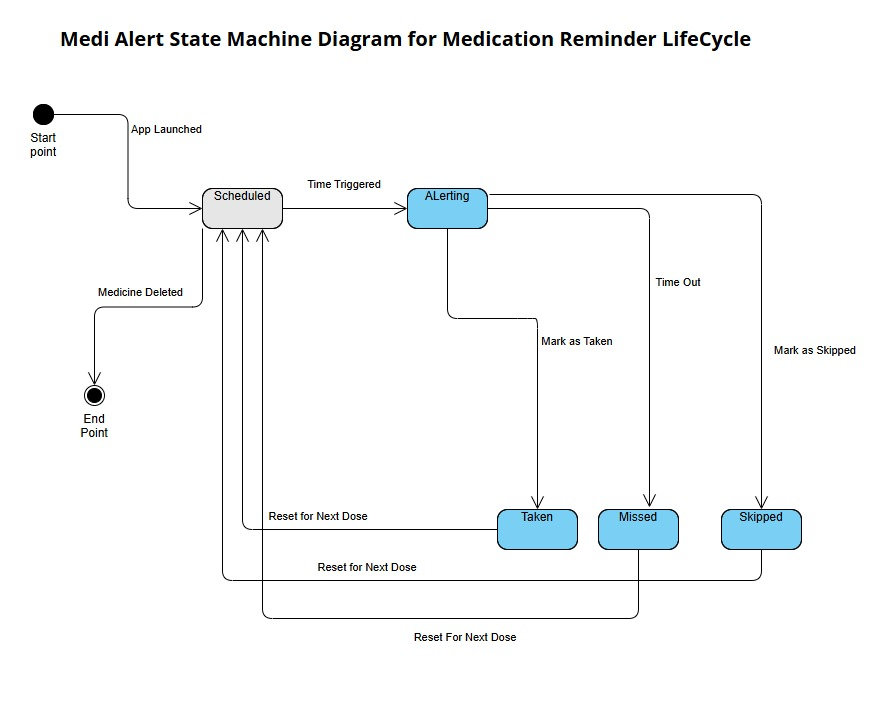 Medi Alert State Machine Diagram for Medication Reminder LifeCycle
Start
point
App Launched
Scheduled
Time Triggered
ALerting
Medicine Deleted
Time Out
Mark as Taken
Mark as Skipped
End
Point
Taken
Missed
Skipped
Reset for Next Dose
Reset for Next Dose
Reset For Next Dose